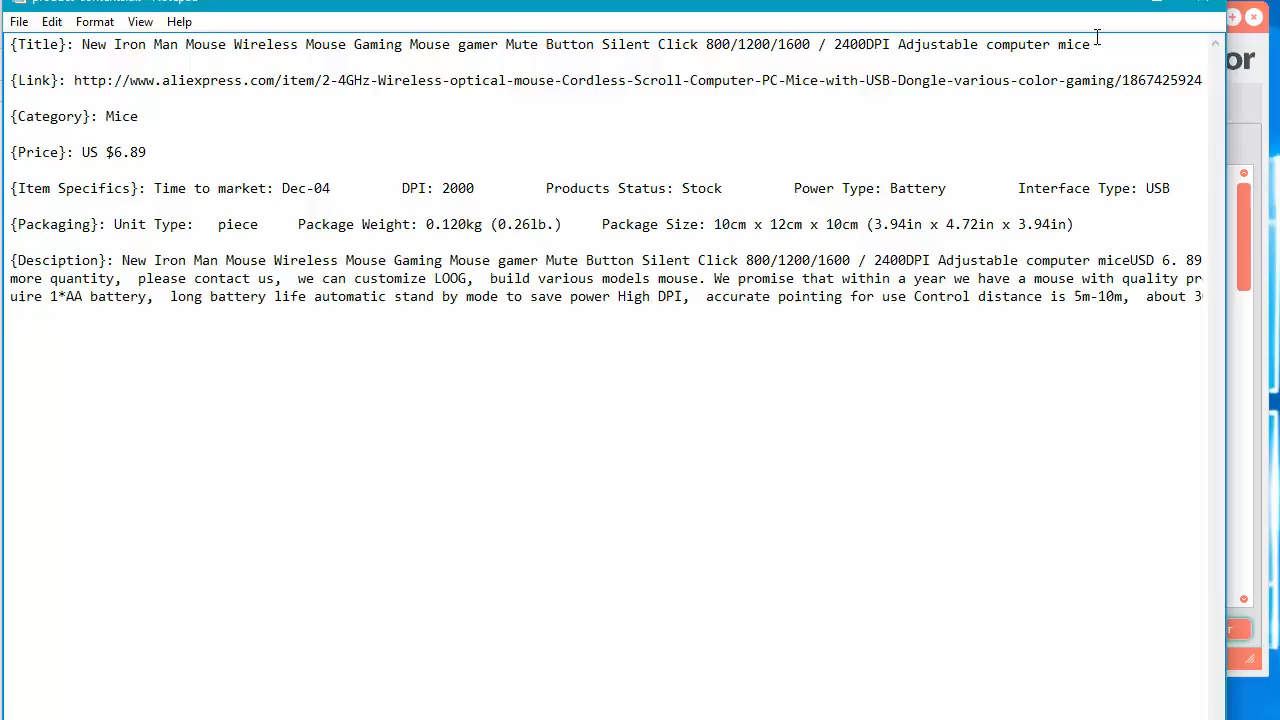 File Edit Format View Help
{Title}: New Iron Man Mouse Wireless Mouse Gaming Mouse gamer Mute Button Silent Click 800/1200/1600 / 2400DPI Adjustable computer mice
or
{Link}: http://www.aliexpress.com/item/2-4GHz-Wireless-optical-mouse-Cordless-Scroll-Computer-PC-Mice-with-USB-Dongle-various-color-gaming/1867425924
{Category}: Mice
{Price}: US $6.89
{Item Specifics}: Time to market: Dec-04 DPI: 2000 Products Status: Stock Power Type: Battery Interface Type: USB
{Packaging}: Unit Type: piece Package Weight: 0.120kg (0.261b.) Package Size: 10cm x 12cm x 10cm (3.94in x 4.72in x 3.94in)
{Desciption}: New Iron Man Mouse Wireless Mouse Gaming Mouse gamer Mute Button Silent Click 800/1200/1600 / 2400DPI Adjustable computer miceUSD 6. 89
more quantity, please contact us, we can customize LOOG, build various models mouse. We promise that within a year we have a mouse with quality pr
uire 1*AA battery, long battery life automatic stand by mode to save power High DPI, accurate pointing for use Control distance is 5m-10m, about 3